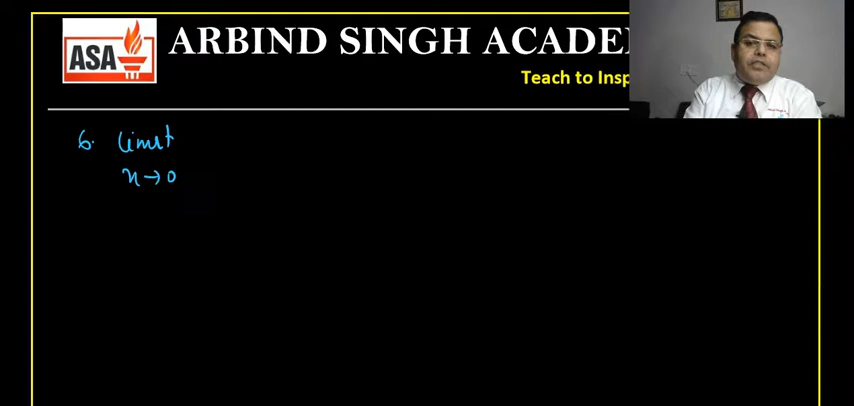 ASA
ARBIND SINGH ACADE
Teach to Insp
6. limit
x→0